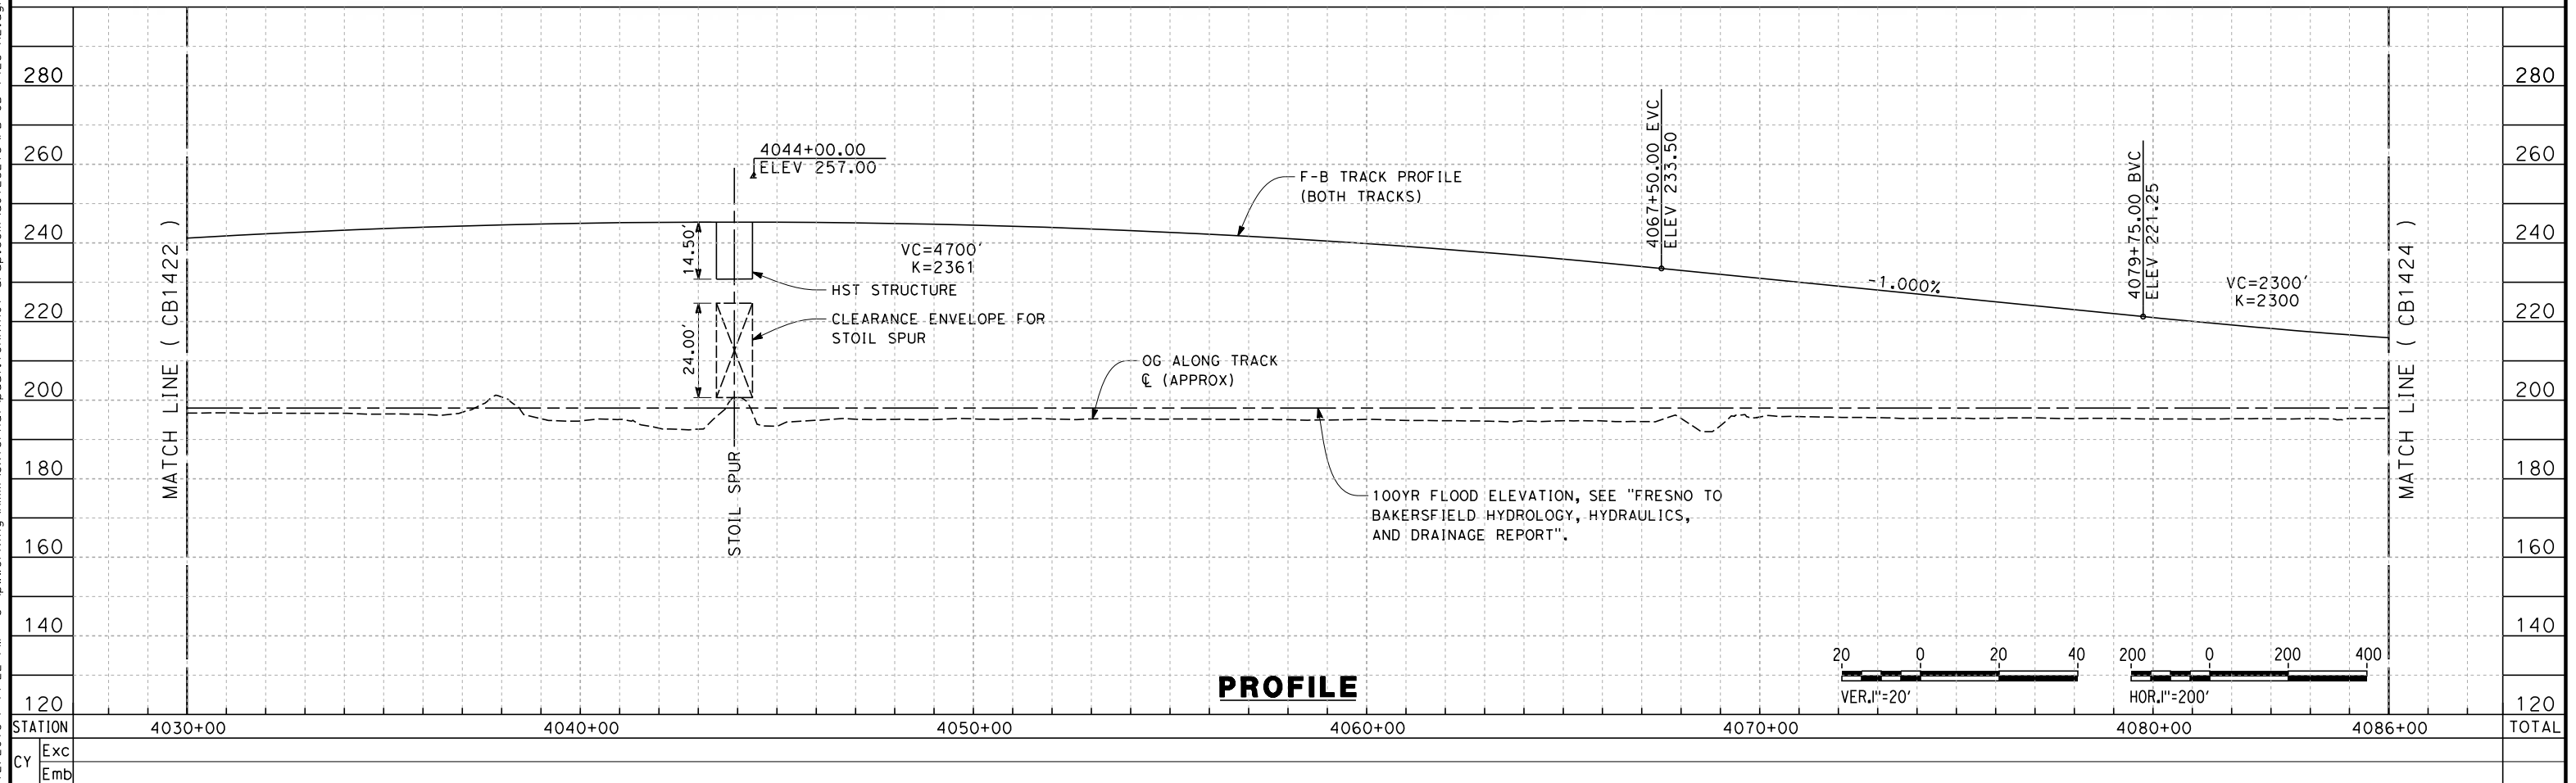 280
260
240
220
200
180
160
140
120
MATCH LINE ( CB1422 )
4044+00.00
ELEV 257.00
14.50'
VC=4700'
K=2361
HST STRUCTURE
24.00'
CLEARANCE ENVELOPE FOR
STOIL SPUR
STOIL SPUR
F-B TRACK PROFILE
(BOTH TRACKS)
OG ALONG TRACK
℄ (APPROX)
100YR FLOOD ELEVATION, SEE "FRESNO TO
BAKERSFIELD HYDROLOGY, HYDRAULICS,
AND DRAINAGE REPORT".
4067+50.00 EVC
ELEV 233.50
-1.000%
4079+75.00 BVC
ELEV 221.25
VC=2300'
K=2300
MATCH LINE ( CB1424 )
280
260
240
220
200
180
160
140
120
PROFILE
20 0 20 40
VER.1"=20'
200 0 200 400
HOR.1"=200'
STATION 4030+00 4040+00 4050+00 4060+00 4070+00 4080+00 4086+00 TOTAL
CY
Exc
Emb